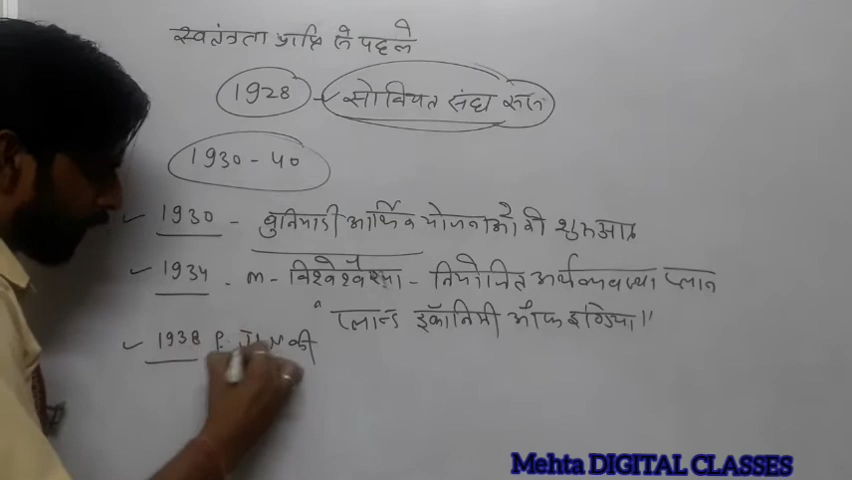 स्वतंत्रता प्राप्ति से पहले
1928 - सोवियत संघ रूस
1930 - 40
1930 - बुनियादी आर्थिक योजनाओं की शुरुआत
1934 . m - विश्वेश्वरैया - नियोजित अर्थव्यवस्था प्लान
" प्लान्ड इकॉनिमी ऑफ इण्डिया "
1938 P. की
Mehta DIGITAL CLASSES